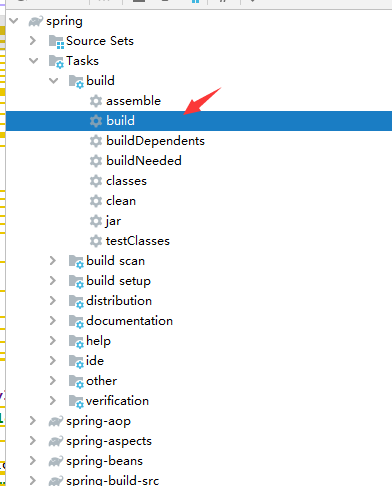 spring
Source Sets
Tasks
build
assemble
build
buildDependents
buildNeeded
classes
clean
jar
testClasses
build scan
build setup
distribution
documentation
help
ide
other
verification
spring-aop
spring-aspects
spring-beans
spring-build-src